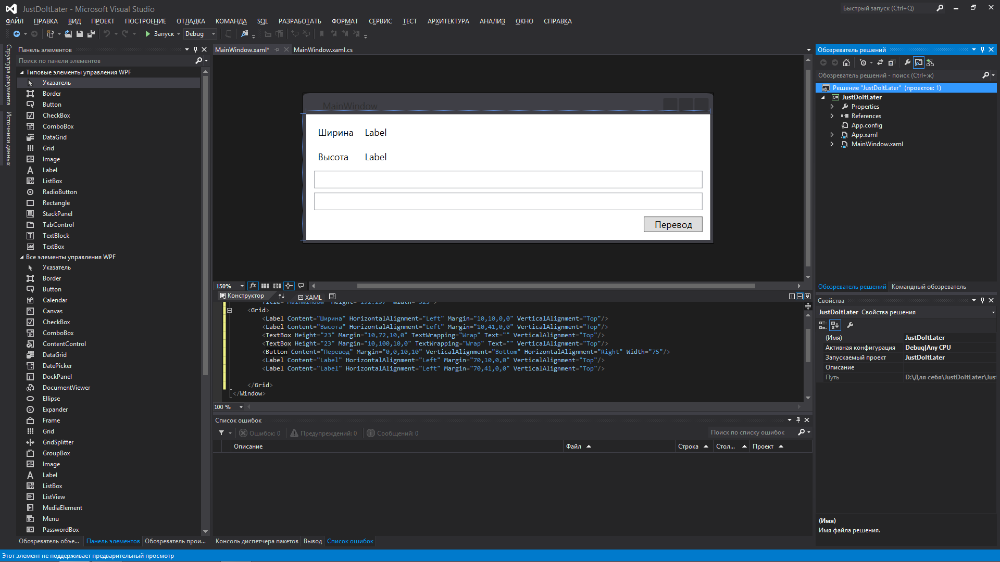 JustDoItLater - Microsoft Visual Studio
Быстрый запуск (Ctrl+Q)
ФАЙЛ ПРАВКА ВИД ПРОЕКТ ПОСТРОЕНИЕ ОТЛАДКА КОМАНДА SQL РАЗРАБОТАТЬ ФОРМАТ СЕРВИС ТЕСТ АРХИТЕКТУРА АНАЛИЗ ОКНО СПРАВКА
Запуск Debug
Структура документа
Источники данных
Панель элементов
Поиск по панели элементов
Типовые элементы управления WPF
Указатель
Border
Button
CheckBox
ComboBox
DataGrid
Grid
Image
Label
ListBox
RadioButton
Rectangle
StackPanel
TabControl
TextBlock
TextBox
Все элементы управления WPF
Указатель
Border
Button
Calendar
Canvas
CheckBox
ComboBox
ContentControl
DataGrid
DatePicker
DockPanel
DocumentViewer
Ellipse
Expander
Frame
Grid
GridSplitter
GroupBox
Image
Label
ListBox
ListView
MediaElement
Menu
PasswordBox
Обозреватель объе... Панель элементов Обозреватель прои...
MainWindow.xaml* MainWindow.xaml.cs
MainWindow
Ширина Label
Высота Label
Перевод
150%
Конструктор XAML
Title="MainWindow" Height="192.297" Width="525">
<Grid>
<Label Content="Ширина" HorizontalAlignment="Left" Margin="10,10,0,0" VerticalAlignment="Top"/>
<Label Content="Высота" HorizontalAlignment="Left" Margin="10,41,0,0" VerticalAlignment="Top"/>
<TextBox Height="23" Margin="10,72,10,0" TextWrapping="Wrap" Text="" VerticalAlignment="Top"/>
<TextBox Height="23" Margin="10,100,10,0" TextWrapping="Wrap" Text="" VerticalAlignment="Top"/>
<Button Content="Перевод" Margin="0,0,10,10" VerticalAlignment="Bottom" HorizontalAlignment="Right" Width="75"/>
<Label Content="Label" HorizontalAlignment="Left" Margin="70,10,0,0" VerticalAlignment="Top"/>
<Label Content="Label" HorizontalAlignment="Left" Margin="70,41,0,0" VerticalAlignment="Top"/>
</Grid>
</Window>
100 %
Список ошибок
Ошибок: 0 Предупреждений: 0 Сообщений: 0
Поиск по списку ошибок
Описание Файл Строка Стол... Проект
Консоль диспетчера пакетов Вывод Список ошибок
Обозреватель решений
Обозреватель решений - поиск (Ctrl+ж)
Решение "JustDoItLater" (проектов: 1)
C# JustDoItLater
Properties
References
App.config
App.xaml
MainWindow.xaml
Обозреватель решений Командный обозреватель
Свойства
JustDoItLater Свойства решения
(Имя) JustDoItLater
Активная конфигурация Debug|Any CPU
Запускаемый проект JustDoItLater
Описание
Путь D:\Для себя\JustDoItLater\Just
(Имя)
Имя файла решения.
Этот элемент не поддерживает предварительный просмотр